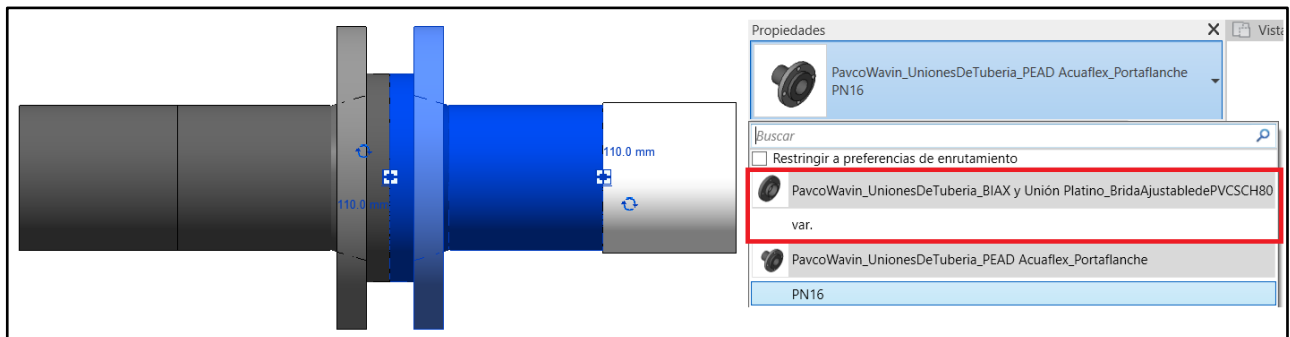 110.0 mm
110.0 mm
Propiedades
Vista
PavcoWavin_UnionesDeTuberia_PEAD Acuaflex_Portaflanche
PN16
Buscar
Restringir a preferencias de enrutamiento
PavcoWavin_UnionesDeTuberia_BIAX y Unión Platino_BridaAjustabledePVCSCH80
var.
PavcoWavin_UnionesDeTuberia_PEAD Acuaflex_Portaflanche
PN16